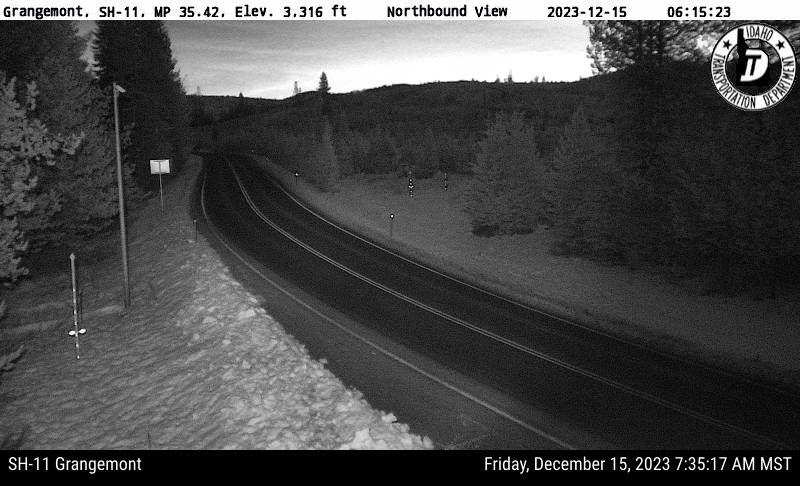 Grangemont, SH-11, MP 35.42, Elev. 3,316 ft Northbound View 2023-12-15 06:15:23
IDAHO
TRANSPORTATION DEPARTMENT
SH-11 Grangemont Friday, December 15, 2023 7:35:17 AM MST